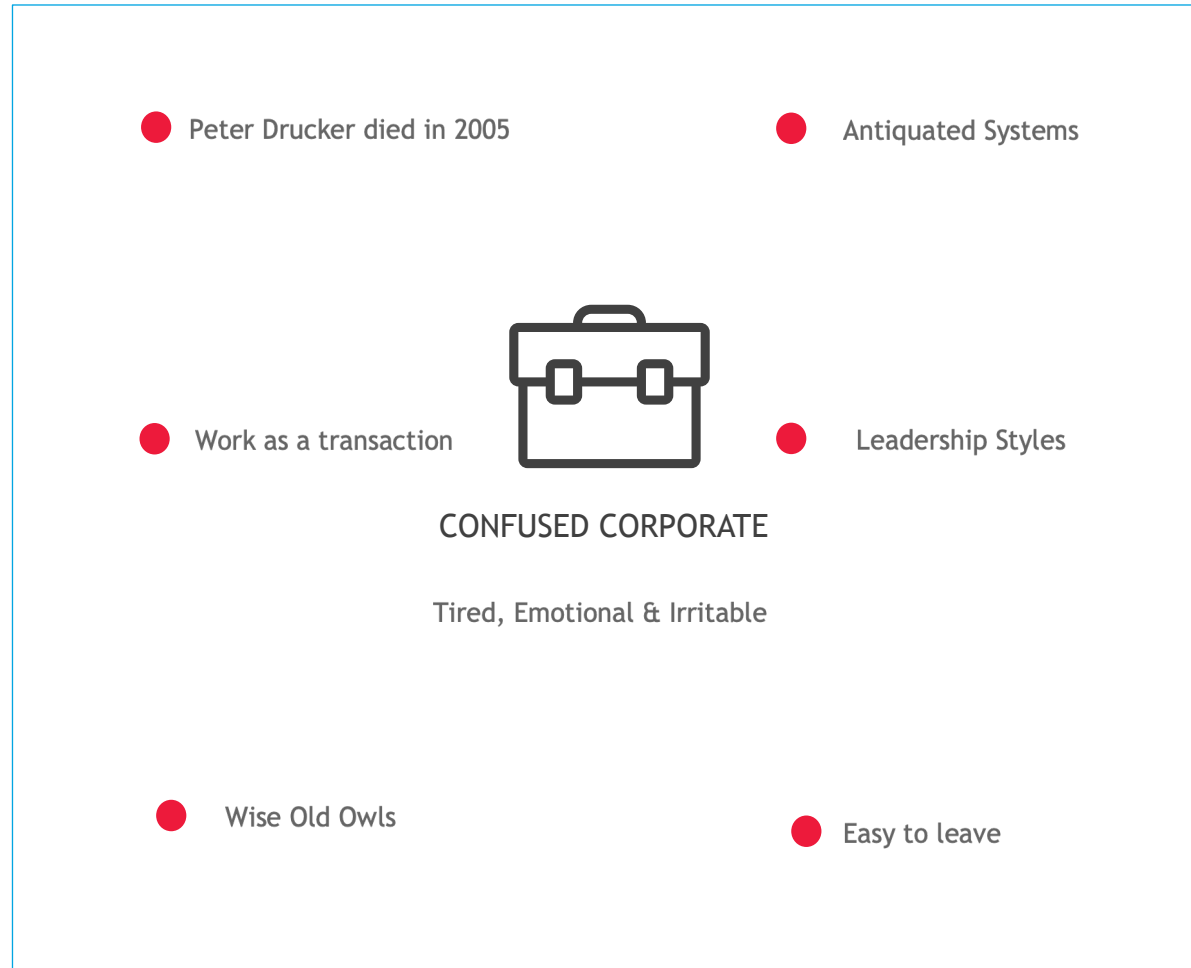 Peter Drucker died in 2005
Antiquated Systems
Work as a transaction
Leadership Styles
CONFUSED CORPORATE
Tired, Emotional & Irritable
Wise Old Owls
Easy to leave